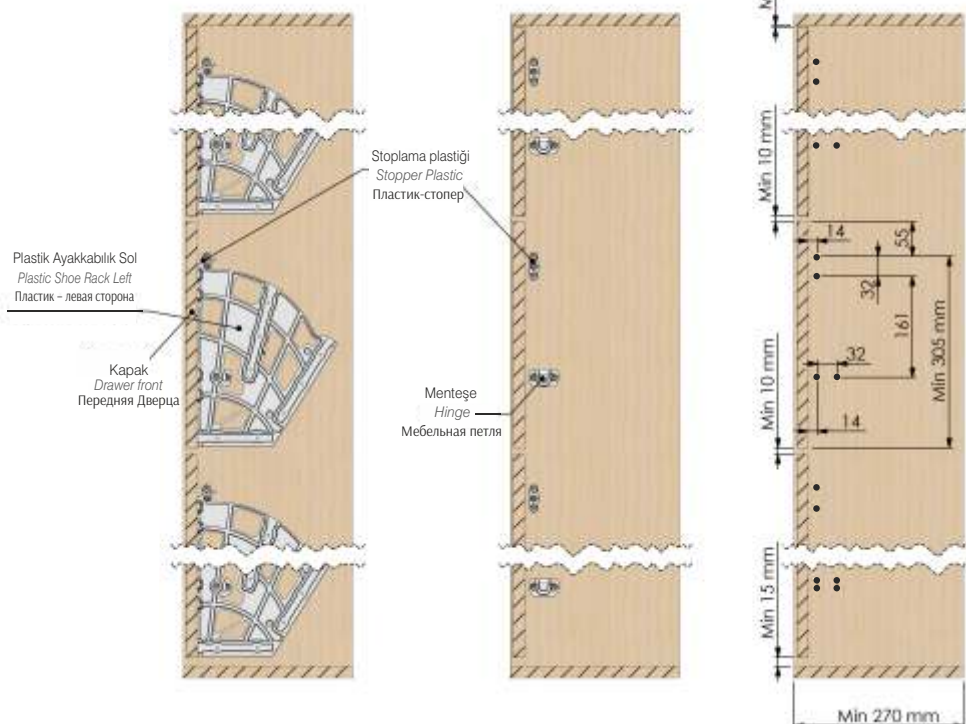 Stoplama plastiği
Stopper Plastic
Пластик-стопер
Plastik Ayakkabılık Sol
Plastic Shoe Rack Left
Пластик – левая сторона
Kapak
Drawer front
Передняя Дверца
Menteşe
Hinge
Мебельная петля
Min 10 mm
14
55
32
161
Min 305 mm
32
14
Min 10 mm
Min 15 mm
Min 270 mm